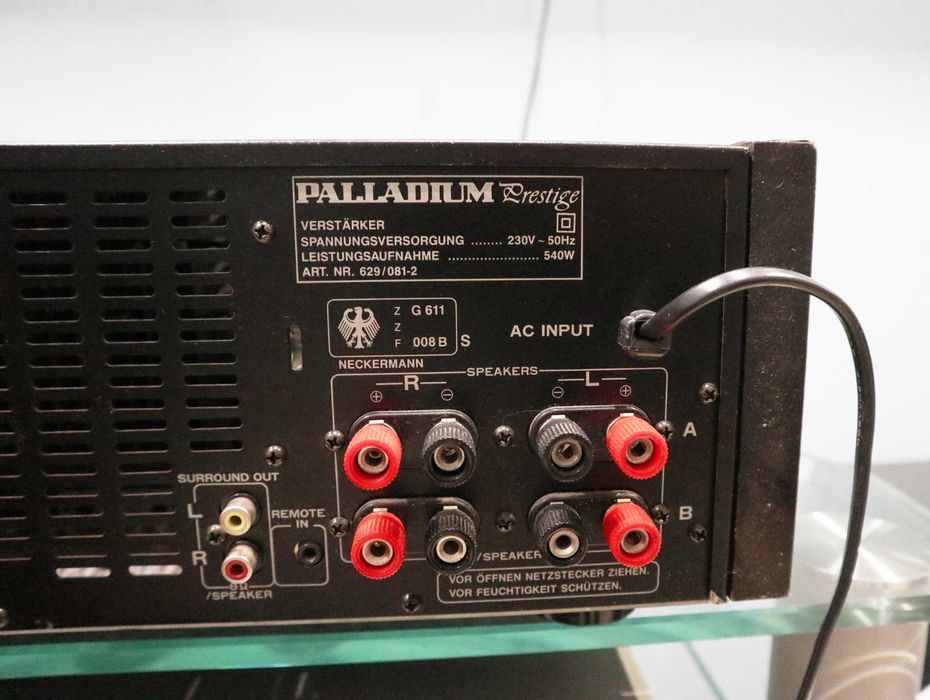 PALLADIUM Prestige
VERSTÄRKER
SPANNUNGSVERSORGUNG ........ 230V ~ 50Hz
LEISTUNGSAUFNAHME ....................... 540W
ART. NR. 629/081-2
Z G 611
Z
F 008 B S
NECKERMANN
AC INPUT
SPEAKERS
R L
+ − − +
A
SURROUND OUT
L
R
REMOTE
IN
B
/SPEAKER
8Ω
/SPEAKER
VOR ÖFFNEN NETZSTECKER ZIEHEN.
VOR FEUCHTIGKEIT SCHÜTZEN.